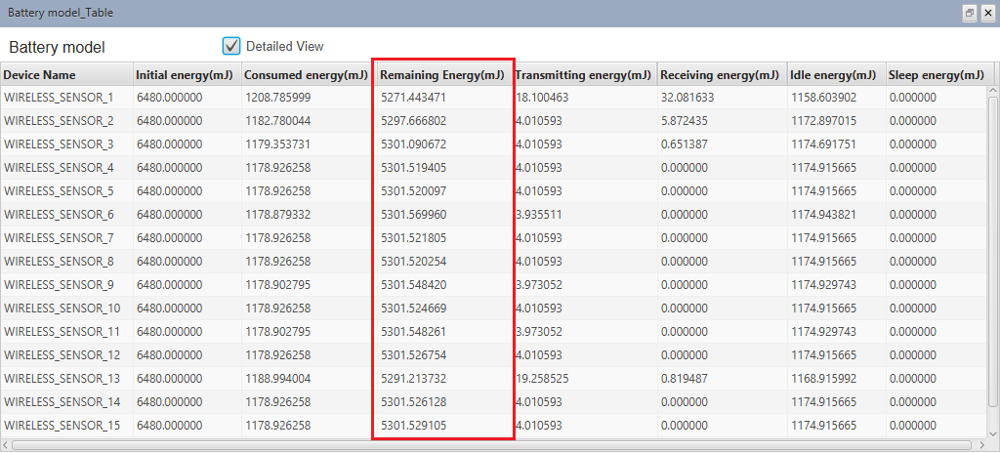 Battery model_Table
Battery model Detailed View
Device Name Initial energy(mJ) Consumed energy(mJ) Remaining Energy(mJ) Transmitting energy(mJ) Receiving energy(mJ) Idle energy(mJ) Sleep energy(mJ)
WIRELESS_SENSOR_1 6480.000000 1208.785999 5271.443471 18.100463 32.081633 1158.603902 0.000000
WIRELESS_SENSOR_2 6480.000000 1182.780044 5297.666802 4.010593 5.872435 1172.897015 0.000000
WIRELESS_SENSOR_3 6480.000000 1179.353731 5301.090672 4.010593 0.651387 1174.691751 0.000000
WIRELESS_SENSOR_4 6480.000000 1178.926258 5301.519405 4.010593 0.000000 1174.915665 0.000000
WIRELESS_SENSOR_5 6480.000000 1178.926258 5301.520097 4.010593 0.000000 1174.915665 0.000000
WIRELESS_SENSOR_6 6480.000000 1178.879332 5301.569960 3.935511 0.000000 1174.943821 0.000000
WIRELESS_SENSOR_7 6480.000000 1178.926258 5301.521805 4.010593 0.000000 1174.915665 0.000000
WIRELESS_SENSOR_8 6480.000000 1178.926258 5301.520254 4.010593 0.000000 1174.915665 0.000000
WIRELESS_SENSOR_9 6480.000000 1178.902795 5301.548420 3.973052 0.000000 1174.929743 0.000000
WIRELESS_SENSOR_10 6480.000000 1178.926258 5301.524669 4.010593 0.000000 1174.915665 0.000000
WIRELESS_SENSOR_11 6480.000000 1178.902795 5301.548261 3.973052 0.000000 1174.929743 0.000000
WIRELESS_SENSOR_12 6480.000000 1178.926258 5301.526754 4.010593 0.000000 1174.915665 0.000000
WIRELESS_SENSOR_13 6480.000000 1188.994004 5291.213732 19.258525 0.819487 1168.915992 0.000000
WIRELESS_SENSOR_14 6480.000000 1178.926258 5301.526128 4.010593 0.000000 1174.915665 0.000000
WIRELESS_SENSOR_15 6480.000000 1178.926258 5301.529105 4.010593 0.000000 1174.915665 0.000000